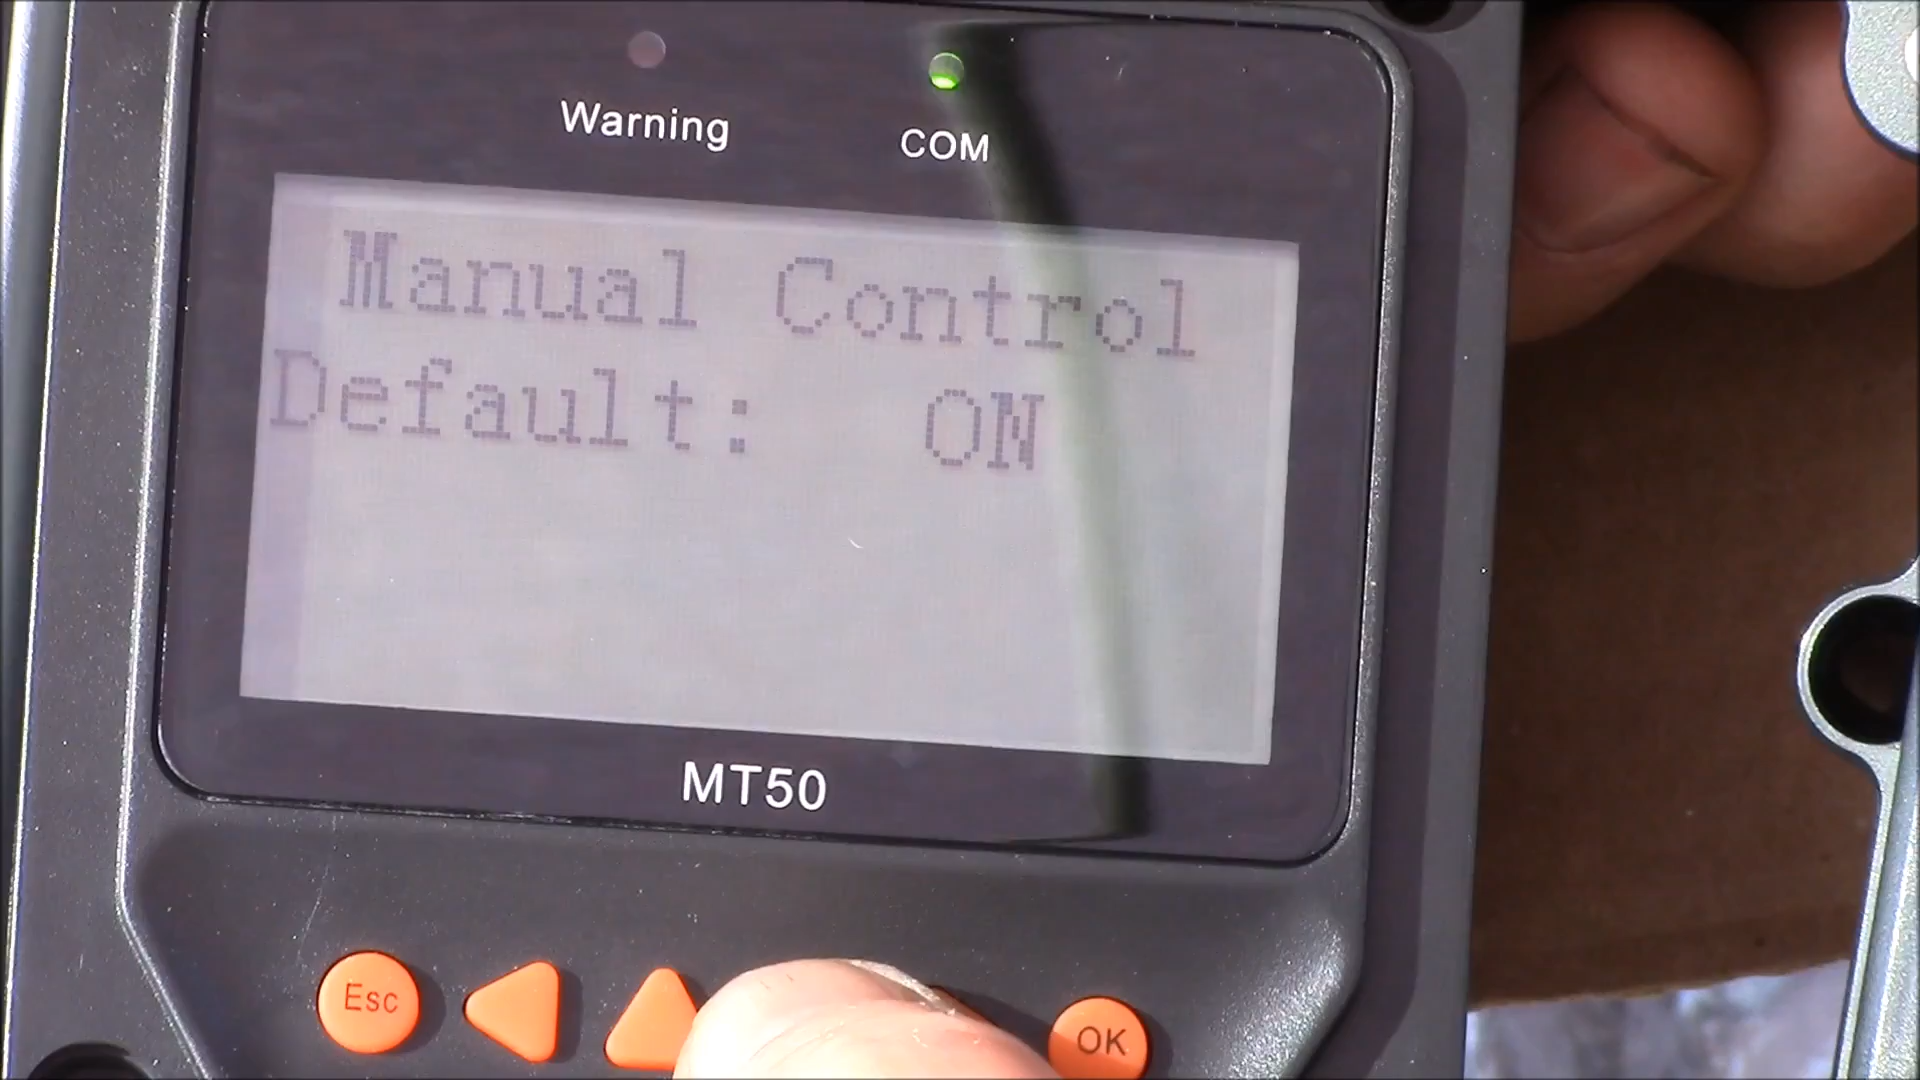 Warning
COM
Manual Control
Default: ON
MT50
Esc
OK